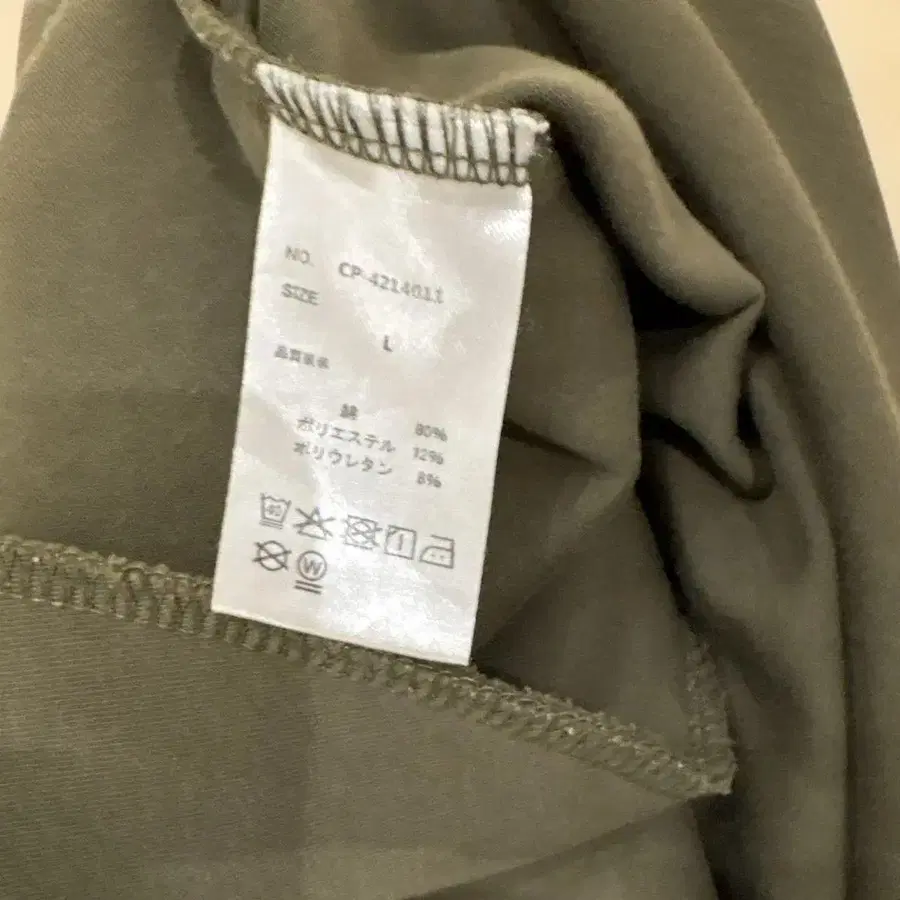 NO. CP-4214011
SIZE
L
品質表示
綿 80%
ポリエステル 12%
ポリウレタン 8%
40
W